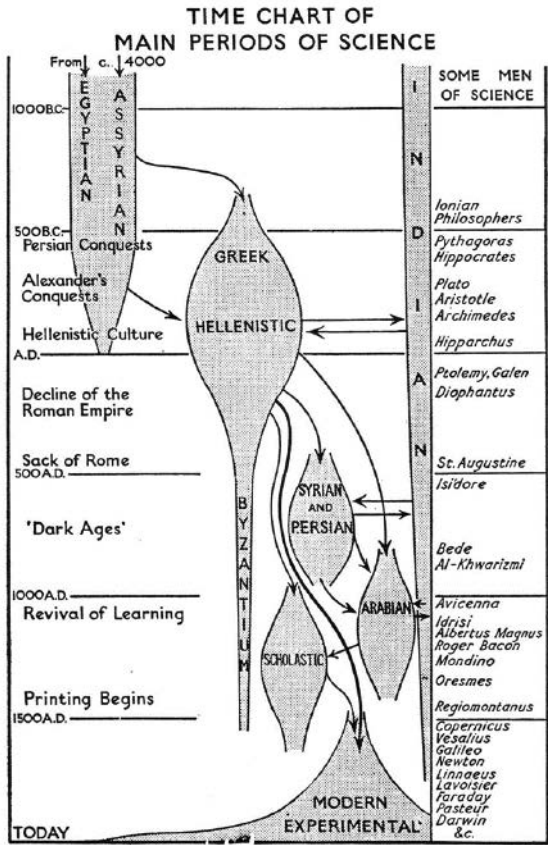 TIME CHART OF
MAIN PERIODS OF SCIENCE
From c. 4000
SOME MEN
OF SCIENCE
1000 B.C.
EGYPTIAN
ASSYRIAN
INDIAN
Ionian
Philosophers
500 B.C.
Persian Conquests
GREEK
Pythagoras
Hippocrates
Alexander's
Conquests
Plato
Aristotle
Archimedes
HELLENISTIC
Hellenistic Culture
Hipparchus
A.D.
Ptolemy, Galen
Diophantus
Decline of the
Roman Empire
Sack of Rome
St. Augustine
500 A.D.
Isidore
SYRIAN
AND
PERSIAN
BYZANTIUM
'Dark Ages'
Bede
Al-Khwarizmi
1000 A.D.
Revival of Learning
ARABIAN
Avicenna
Idrisi
Albertus Magnus
Roger Bacon
Mondino
SCHOLASTIC
Oresmes
Printing Begins
Regiomontanus
1500 A.D.
Copernicus
Vesalius
Galileo
Newton
Linnaeus
Lavoisier
Faraday
Pasteur
Darwin
&c.
MODERN
EXPERIMENTAL
TODAY